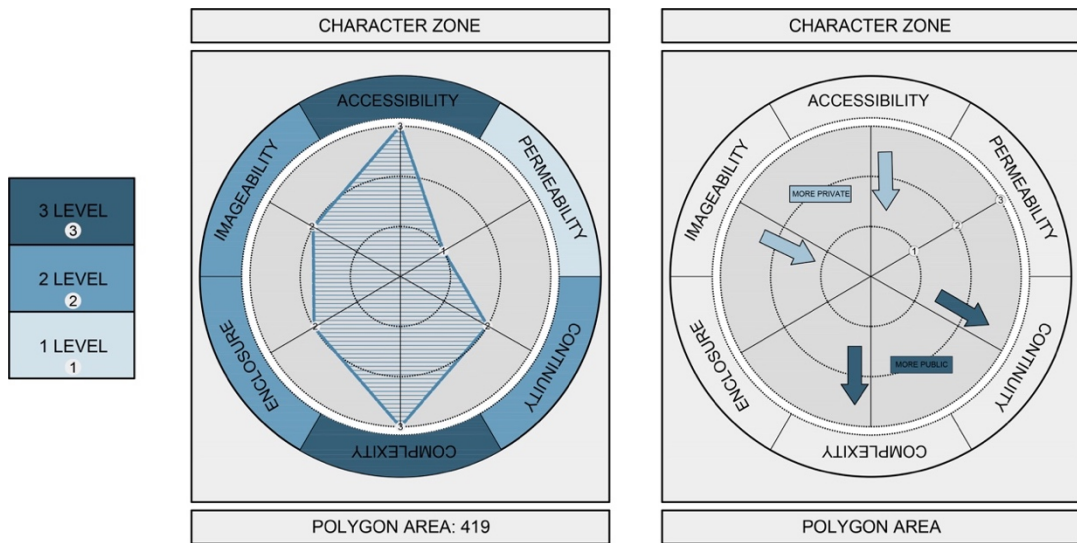 3 LEVEL
3
2 LEVEL
2
1 LEVEL
1
CHARACTER ZONE
ACCESSIBILITY
PERMEABILITY
CONTINUITY
COMPLEXITY
ENCLOSURE
IMAGEABILITY
3
1
2
3
2
2
POLYGON AREA: 419
CHARACTER ZONE
ACCESSIBILITY
PERMEABILITY
CONTINUITY
COMPLEXITY
ENCLOSURE
IMAGEABILITY
MORE PRIVATE
3
2
1
MORE PUBLIC
POLYGON AREA